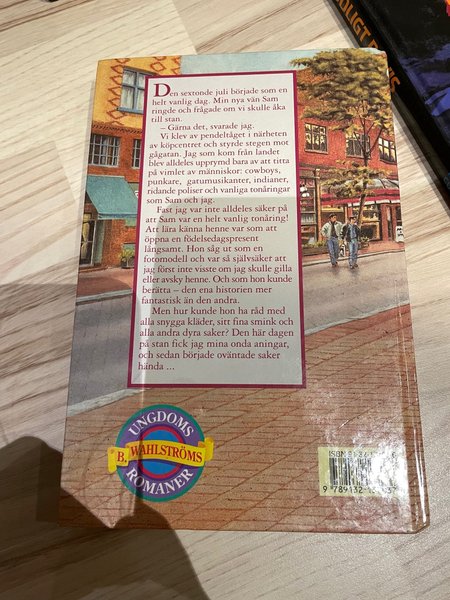 Den sextonde juli började som en
helt vanlig dag. Min nya vän Sam
ringde och frågade om vi skulle åka
till stan.
– Gärna det, svarade jag.
Vi klev av pendeltåget i närheten
av köpcentret och styrde stegen mot
gågatan. Jag som kom från landet
blev alldeles upprymd bara av att titta
på vimlet av människor: cowboys,
punkare, gatumusikanter, indianer,
ridande poliser och vanliga tonåringar
som Sam och jag.
Fast jag var inte alldeles säker på
att Sam var en helt vanlig tonåring!
Att lära känna henne var som att
öppna en födelsedagspresent
långsamt. Hon såg ut som en
fotomodell och var så självsäker att
jag först inte visste om jag skulle gilla
eller avsky henne. Och som hon kunde
berätta – den ena historien mer
fantastisk än den andra.
Men hur kunde hon ha råd med
alla snygga kläder, sitt fina smink och
alla andra dyra saker? Den här dagen
på stan fick jag mina onda aningar,
och sedan började oväntade saker
hända ...
UNGDOMS
B. WAHLSTRÖMS
ROMANER
ISBN
9 789132